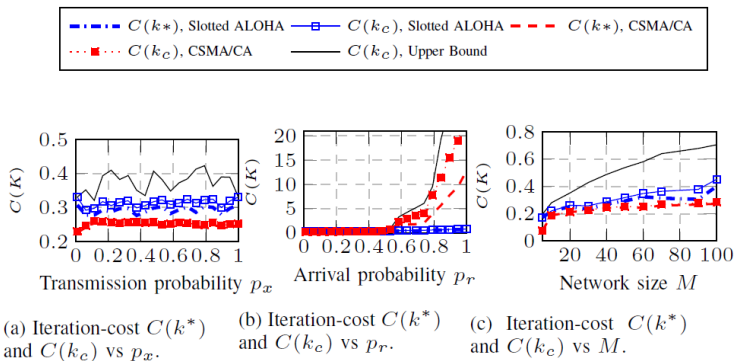 C(k∗), Slotted ALOHA C(k_c), Slotted ALOHA C(k∗), CSMA/CA
C(k_c), CSMA/CA C(k_c), Upper Bound
C(K)
0.5
0.4
0.3
0.2
0 0.2 0.4 0.6 0.8 1
Transmission probability p_x
(a) Iteration-cost C(k*)
and C(k_c) vs p_x.
C(K)
20
15
10
5
0
0 0.2 0.4 0.6 0.8 1
Arrival probability p_r
(b) Iteration-cost C(k*)
and C(k_c) vs p_r.
C(K)
0.8
0.6
0.4
0.2
0
20 40 60 80 100
Network size M
(c) Iteration-cost C(k*)
and C(k_c) vs M.